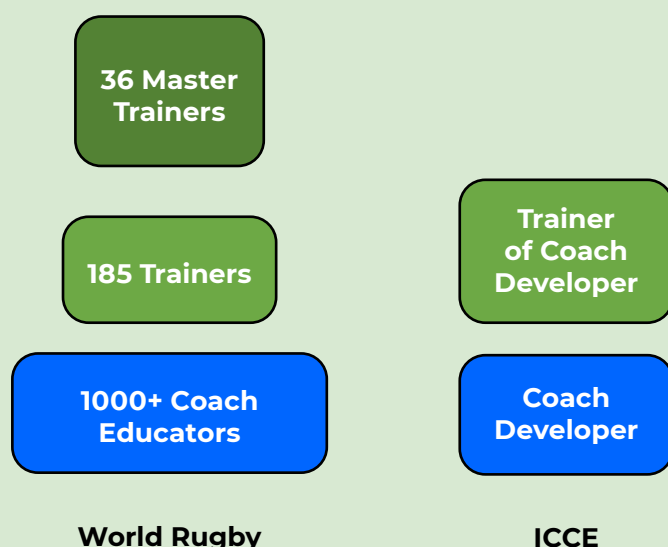 36 Master
Trainers
185 Trainers
Trainer
of Coach
Developer
1000+ Coach
Educators
Coach
Developer
World Rugby
ICCE